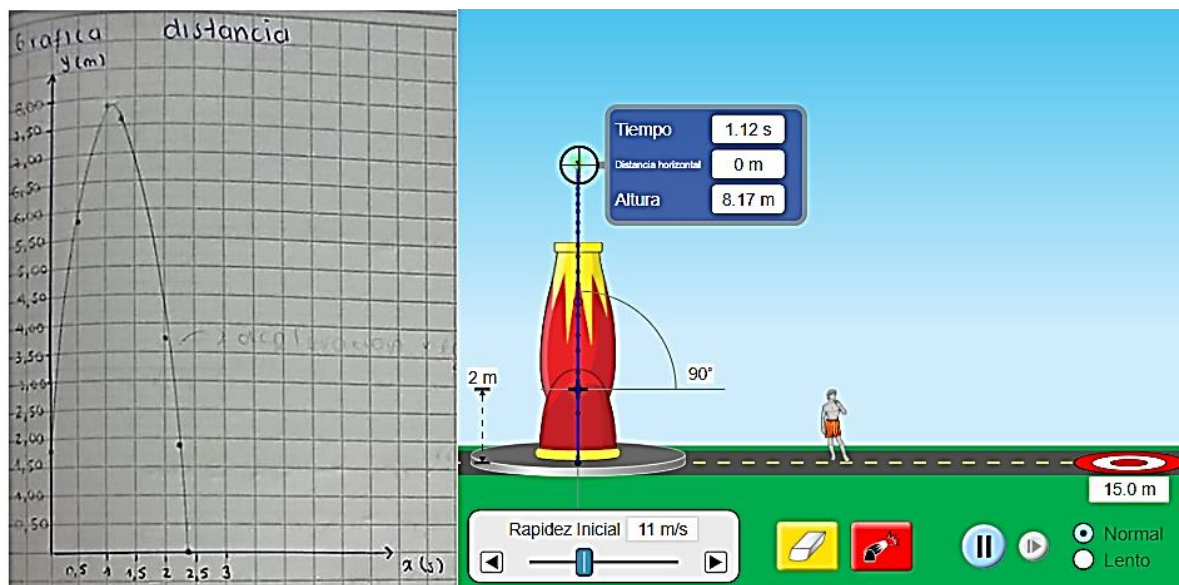 Grafica distancia
y(m)
8,00
7,50
7,00
6,50
6,00
5,50
5,00
4,50
4,00
3,50
3,00
2,50
2,00
1,50
1,00
0,50
0,5 1 1,5 2 2,5 3
x(s)
Tiempo 1.12 s
Distancia horizontal 0 m
Altura 8.17 m
90°
2 m
15.0 m
Rapidez Inicial 11 m/s
Normal
Lento